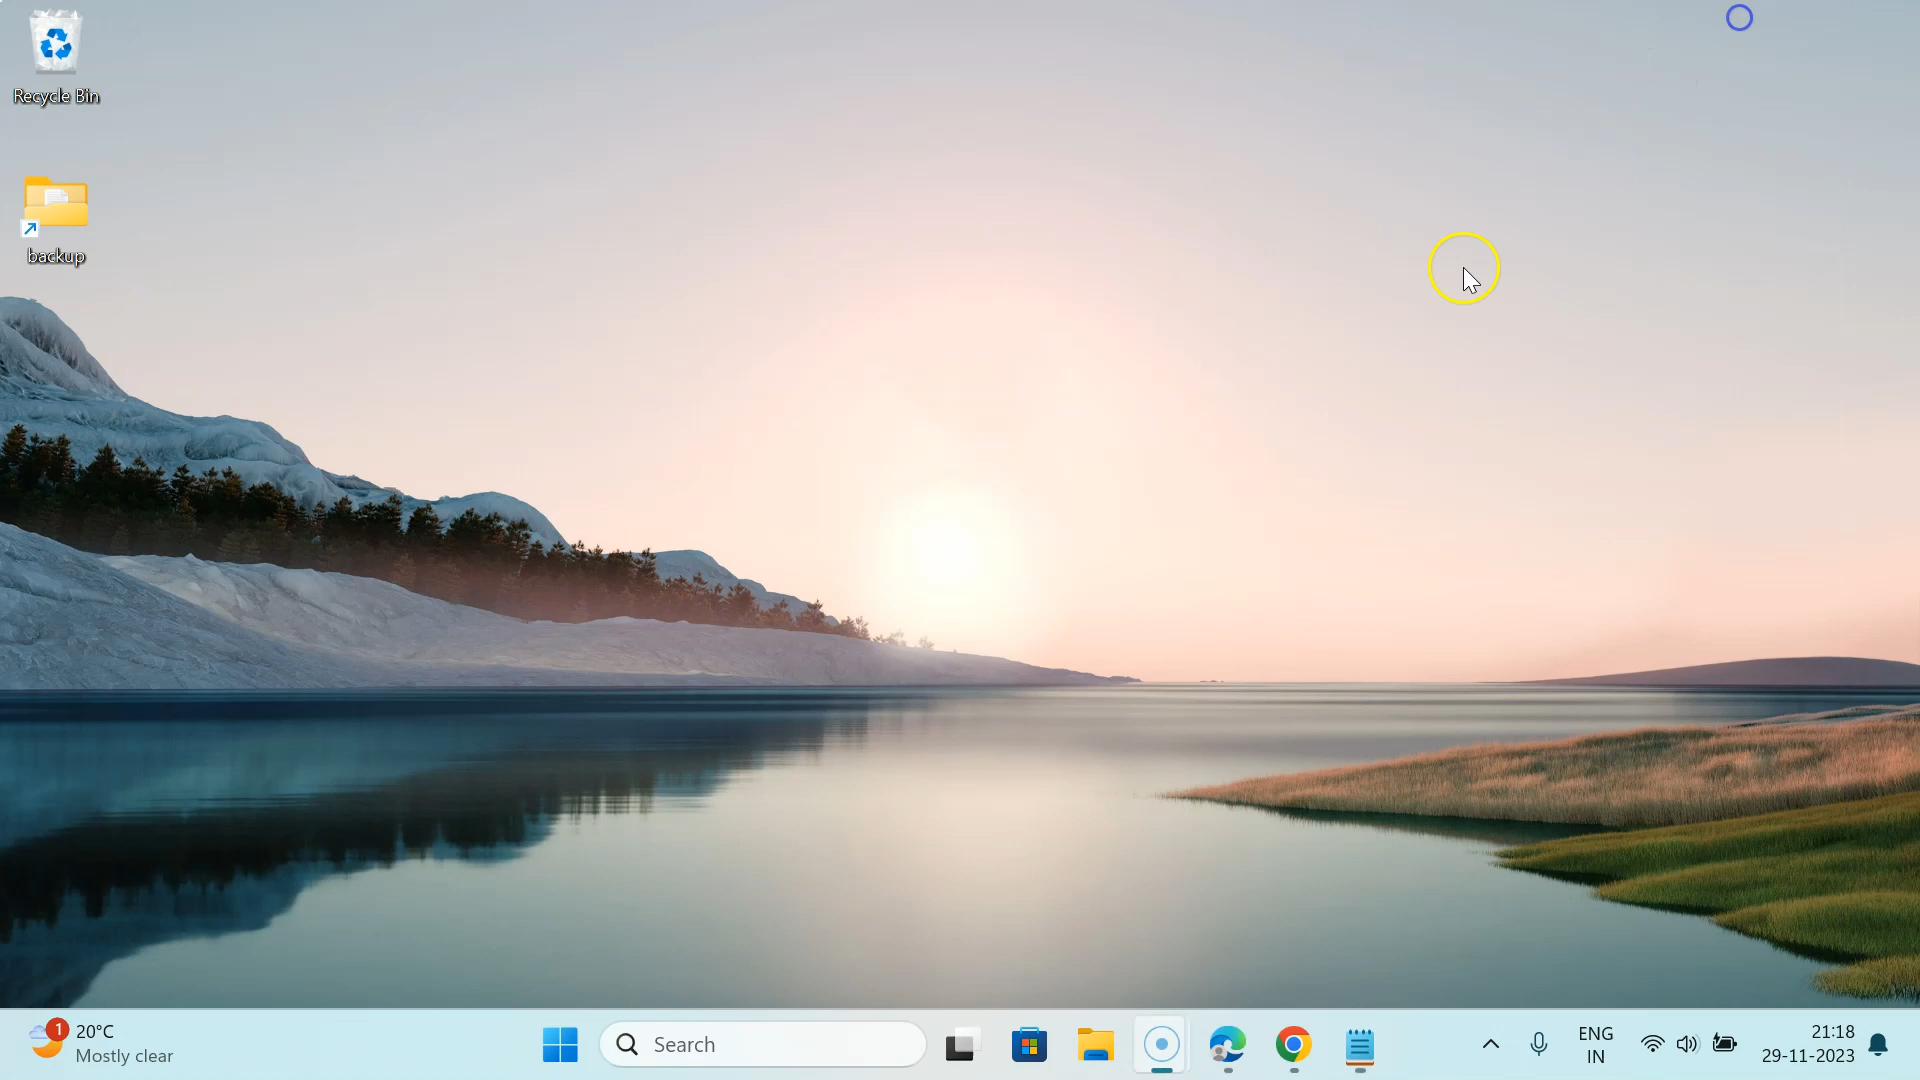 Recycle Bin
backup
1
20°C
Mostly clear
Search
ENG
IN
21:18
29-11-2023